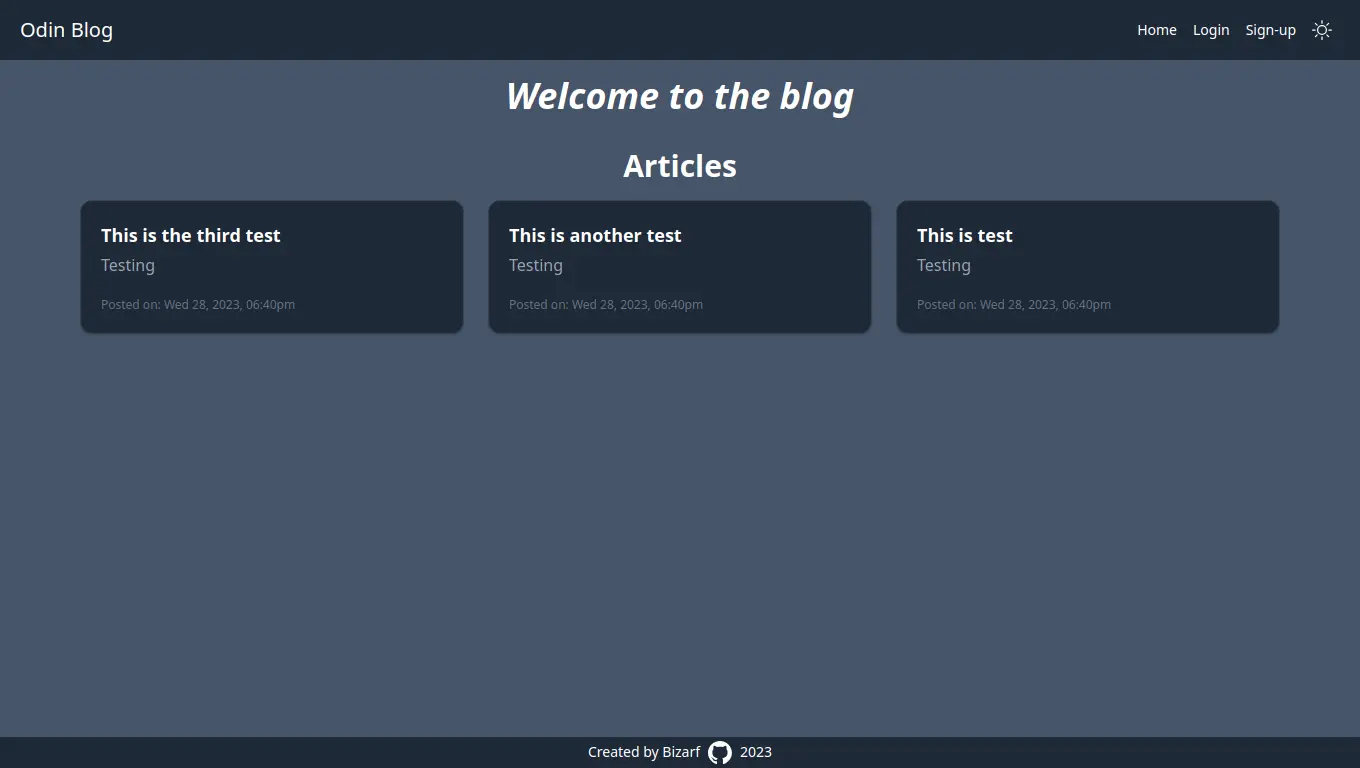 Odin Blog
Home Login Sign-up
Welcome to the blog
Articles
This is the third test
Testing
Posted on: Wed 28, 2023, 06:40pm
This is another test
Testing
Posted on: Wed 28, 2023, 06:40pm
This is test
Testing
Posted on: Wed 28, 2023, 06:40pm
Created by Bizarf 2023